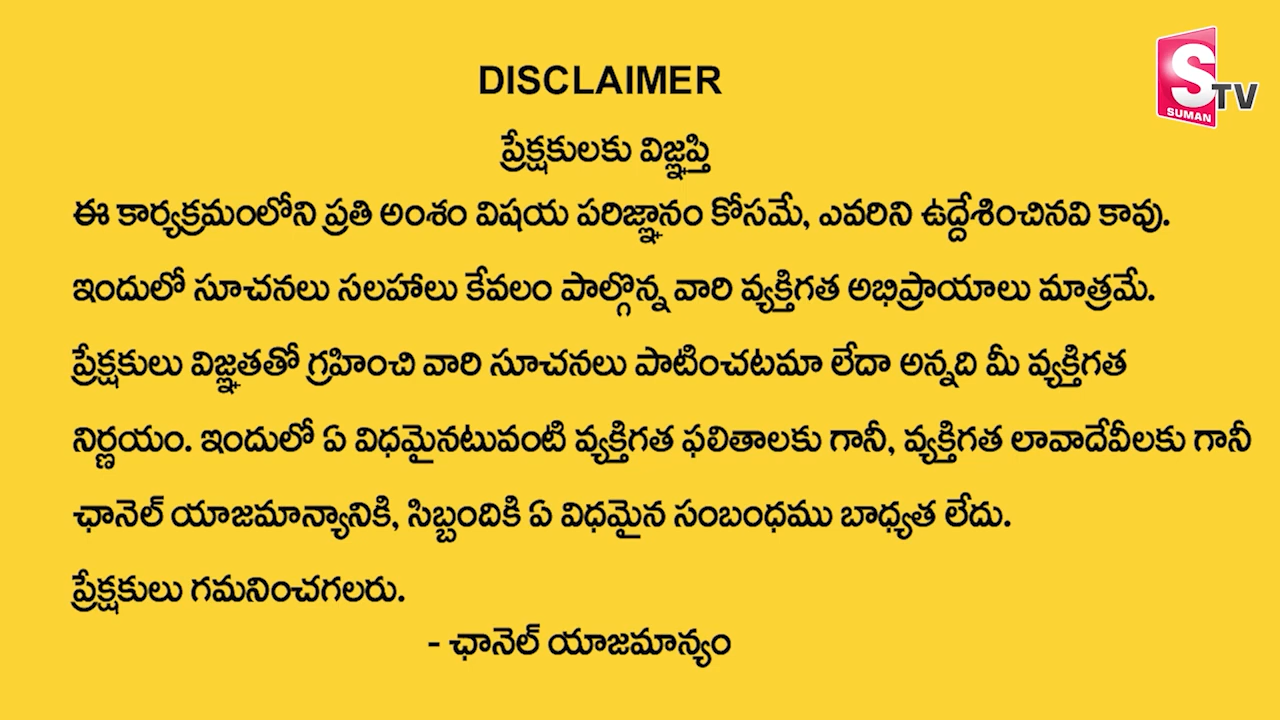 DISCLAIMER
S TV
SUMAN
ప్రేక్షకులకు విజ్ఞప్తి
ఈ కార్యక్రమంలోని ప్రతి అంశం విషయ పరిజ్ఞానం కోసమే, ఎవరిని ఉద్దేశించినవి కావు.
ఇందులో సూచనలు సలహాలు కేవలం పాల్గొన్న వారి వ్యక్తిగత అభిప్రాయాలు మాత్రమే.
ప్రేక్షకులు విజ్ఞతతో గ్రహించి వారి సూచనలు పాటించటమా లేదా అన్నది మీ వ్యక్తిగత
నిర్ణయం. ఇందులో ఏ విధమైనటువంటి వ్యక్తిగత ఫలితాలకు గానీ, వ్యక్తిగత లావాదేవీలకు గానీ
ఛానెల్ యాజమాన్యానికి, సిబ్బందికి ఏ విధమైన సంబంధము బాధ్యత లేదు.
ప్రేక్షకులు గమనించగలరు.
- ఛానెల్ యాజమాన్యం